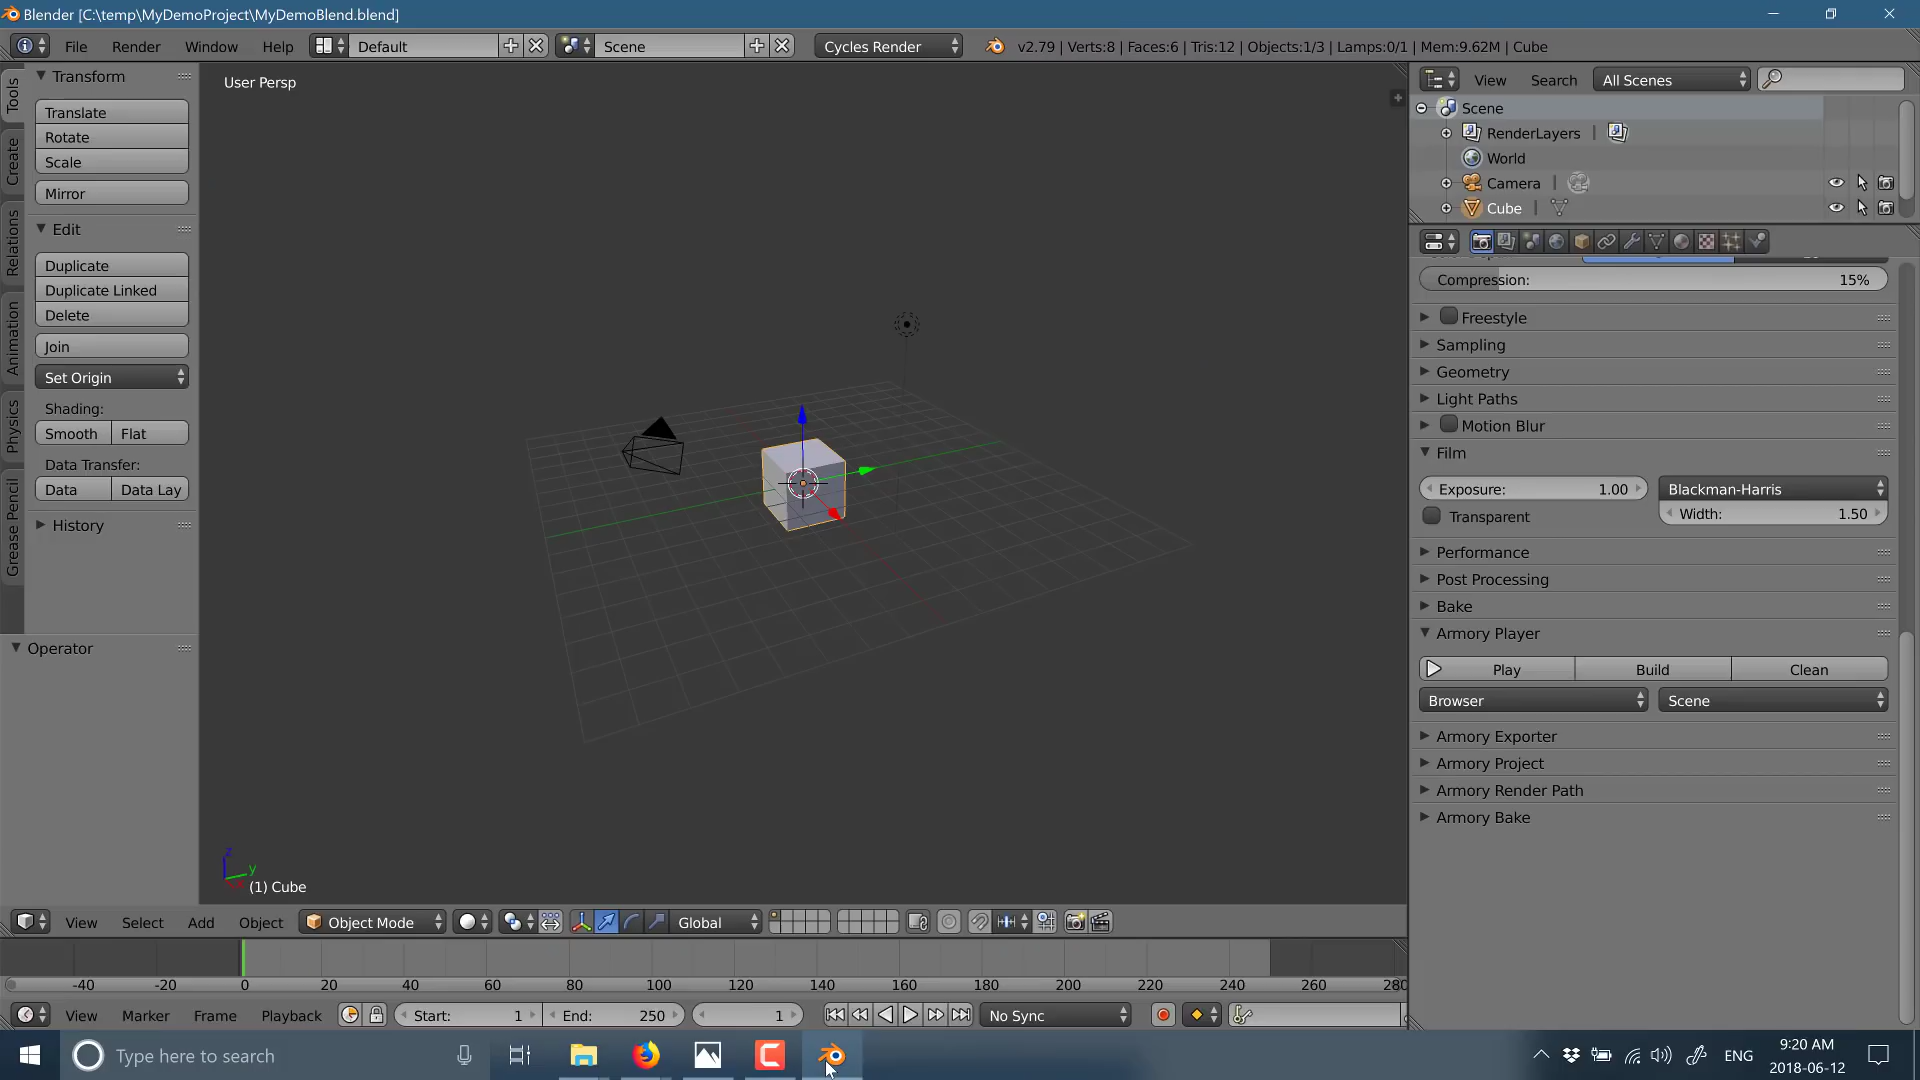 Blender [C:\temp\MyDemoProject\MyDemoBlend.blend]
File Render Window Help Default Scene Cycles Render v2.79 | Verts:8 | Faces:6 | Tris:12 | Objects:1/3 | Lamps:0/1 | Mem:9.62M | Cube
Tools
Create
Relations
Animation
Physics
Grease Pencil
Transform
Translate
Rotate
Scale
Mirror
Edit
Duplicate
Duplicate Linked
Delete
Join
Set Origin
Shading:
Smooth Flat
Data Transfer:
Data Data Lay
History
Operator
User Persp
z
y
(1) Cube
View Search All Scenes
Scene
RenderLayers |
World
Camera |
Cube |
Compression: 15%
Freestyle
Sampling
Geometry
Light Paths
Motion Blur
Film
Exposure: 1.00 Blackman-Harris
Transparent Width: 1.50
Performance
Post Processing
Bake
Armory Player
Play Build Clean
Browser Scene
Armory Exporter
Armory Project
Armory Render Path
Armory Bake
View Select Add Object Object Mode Global
-40 -20 0 20 40 60 80 100 120 140 160 180 200 220 240 260 280
View Marker Frame Playback Start: 1 End: 250 1 No Sync
Type here to search
ENG
9:20 AM
2018-06-12